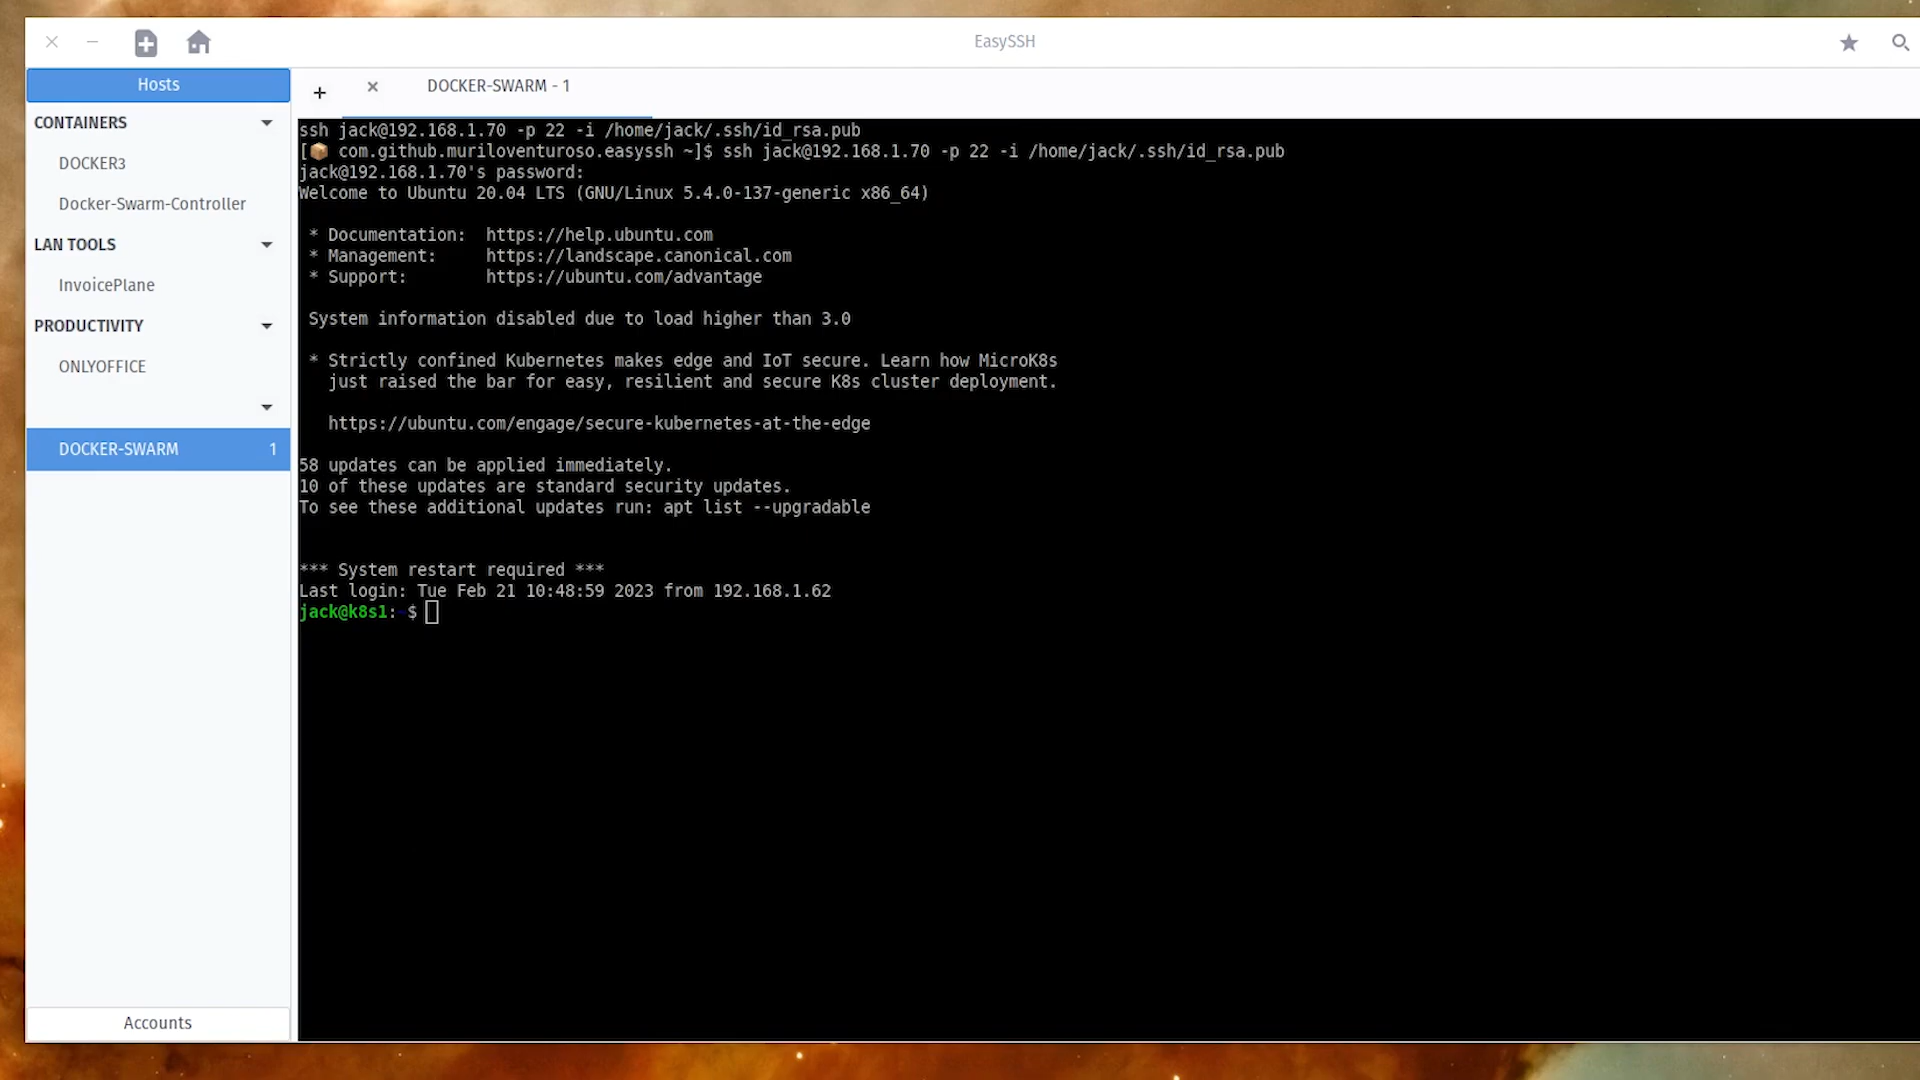 EasySSH
Hosts
CONTAINERS
DOCKER3
Docker-Swarm-Controller
LAN TOOLS
InvoicePlane
PRODUCTIVITY
ONLYOFFICE
DOCKER-SWARM 1
Accounts
+ × DOCKER-SWARM - 1
ssh jack@192.168.1.70 -p 22 -i /home/jack/.ssh/id_rsa.pub
[📦 com.github.muriloventuroso.easyssh ~]$ ssh jack@192.168.1.70 -p 22 -i /home/jack/.ssh/id_rsa.pub
jack@192.168.1.70's password:
Welcome to Ubuntu 20.04 LTS (GNU/Linux 5.4.0-137-generic x86_64)
* Documentation: https://help.ubuntu.com
* Management: https://landscape.canonical.com
* Support: https://ubuntu.com/advantage
System information disabled due to load higher than 3.0
* Strictly confined Kubernetes makes edge and IoT secure. Learn how MicroK8s
just raised the bar for easy, resilient and secure K8s cluster deployment.
https://ubuntu.com/engage/secure-kubernetes-at-the-edge
58 updates can be applied immediately.
10 of these updates are standard security updates.
To see these additional updates run: apt list --upgradable
*** System restart required ***
Last login: Tue Feb 21 10:48:59 2023 from 192.168.1.62
jack@k8s1:~$